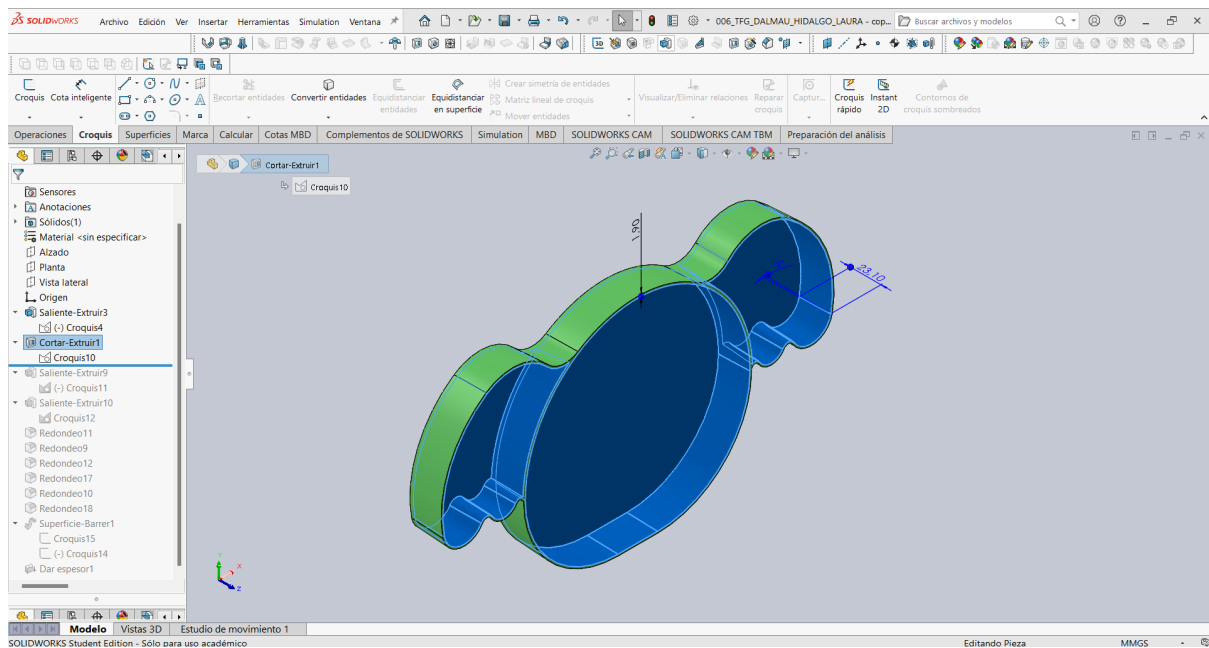 SOLIDWORKS Archivo Edición Ver Insertar Herramientas Simulation Ventana 006_TFG_DALMAU_HIDALGO_LAURA - cop... Buscar archivos y modelos
Croquis Cota inteligente Recortar entidades Convertir entidades Equidistanciar entidades Equidistanciar en superficie Crear simetría de entidades Matriz lineal de croquis Mover entidades Visualizar/Eliminar relaciones Reparar croquis Captur... Croquis rápido Instant 2D Contornos de croquis sombreados
Operaciones Croquis Superficies Marca Calcular Cotas MBD Complementos de SOLIDWORKS Simulation MBD SOLIDWORKS CAM SOLIDWORKS CAM TBM Preparación del análisis
Cortar-Extruir1
Croquis10
Sensores
Anotaciones
Sólidos(1)
Material <sin especificar>
Alzado
Planta
Vista lateral
Origen
Saliente-Extruir3
(-) Croquis4
Cortar-Extruir1
Croquis10
Saliente-Extruir9
(-) Croquis11
Saliente-Extruir10
Croquis12
Redondeo11
Redondeo9
Redondeo12
Redondeo17
Redondeo10
Redondeo18
Superficie-Barrer1
Croquis15
(-) Croquis14
Dar espesor1
1.90
23.10
Y
X
Z
Modelo Vistas 3D Estudio de movimiento 1
SOLIDWORKS Student Edition - Sólo para uso académico Editando Pieza MMGS